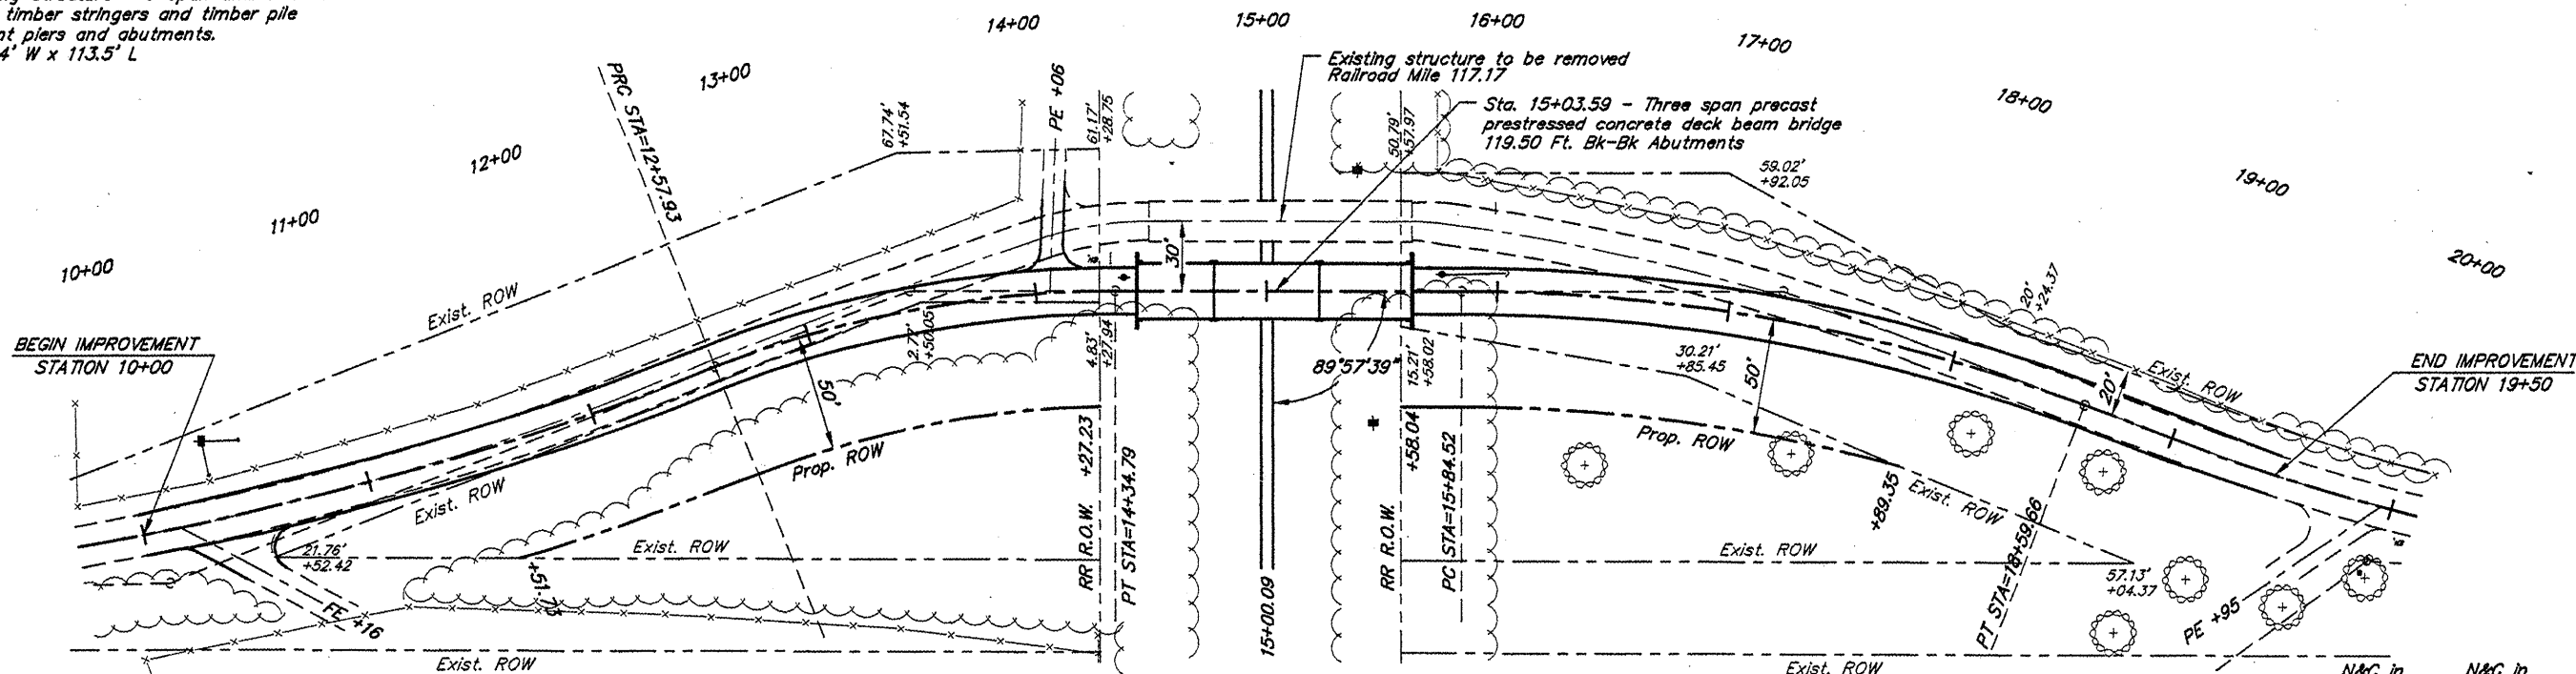 timber stringers and timber pile
piers and abutments.
4' W x 113.5' L
10+00
11+00
12+00
13+00
14+00
15+00
16+00
17+00
18+00
19+00
20+00
PRC STA=12+57.93
67.74'
+51.54
PE +06
61.17'
+28.75
Existing structure to be removed
Railroad Mile 117.17
Sta. 15+03.59 - Three span precast
prestressed concrete deck beam bridge
119.50 Ft. Bk-Bk Abutments
50.79'
+57.97
59.02'
+92.05
20'
+24.37
Exist. ROW
BEGIN IMPROVEMENT
STATION 10+00
30'
50'
2.77'
+50.05
4.83'
+27.94
89°57'39"
15.21'
+58.02
30.21'
+85.45
50'
20'
Exist. ROW
END IMPROVEMENT
STATION 19+50
Exist. ROW
Prop. ROW
Prop. ROW
21.76'
+52.42
Exist. ROW
+51.73
RR R.O.W.
+27.23
PT STA=14+34.79
15+00.09
RR R.O.W.
+58.04
PC STA=15+84.52
+89.35
Exist. ROW
Exist. ROW
PT STA=18+59.66
57.13'
+04.37
FE +16
PE +95
Exist. ROW
Exist. ROW
N&C in
N&C in